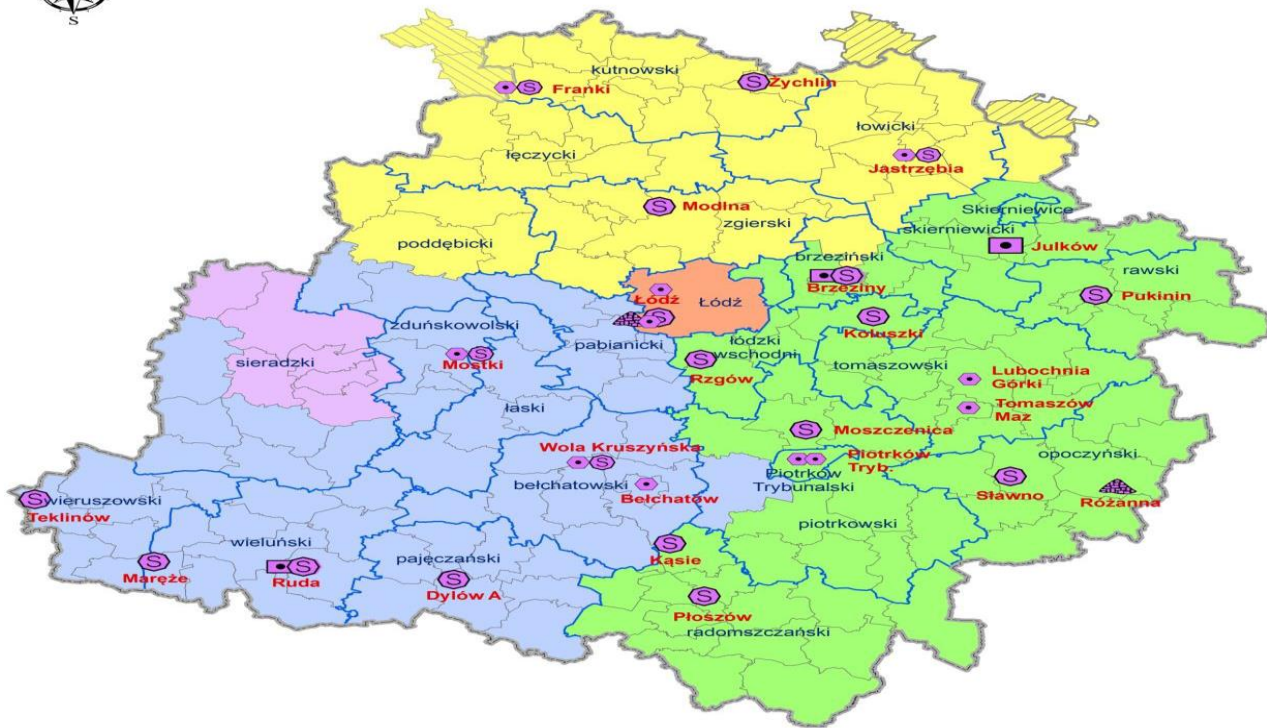 S
kutnowski
S
Żychlin
S
Franki
łowicki
łęczycki
S
Jastrzębia
S
Modlna
zgierski
Skierniewice
skierniewicki
poddębicki
Julków
brzeziński
rawski
S
Brzeziny
S
Pukinin
Łódź
Łódź
S
zduńskowolski
S
Koluszki
pabianicki
łódzki
wschodni
S
Mostki
sieradzki
S
Rzgów
tomaszowski
Lubochnia
Górki
łaski
Tomaszów
Maz
S
Moszczenica
Wola Kruszyńska
S
Piotrków
Tryb.
opoczyński
Piotrków
Trybunalski
bełchatowski
Bełchatów
S
Sławno
Różanna
S
wieruszowski
Teklinów
piotrkowski
wieluński
S
Kąsie
S
Maręże
S
Ruda
pajęczański
S
Dylów A
S
Płoszów
radomszczański